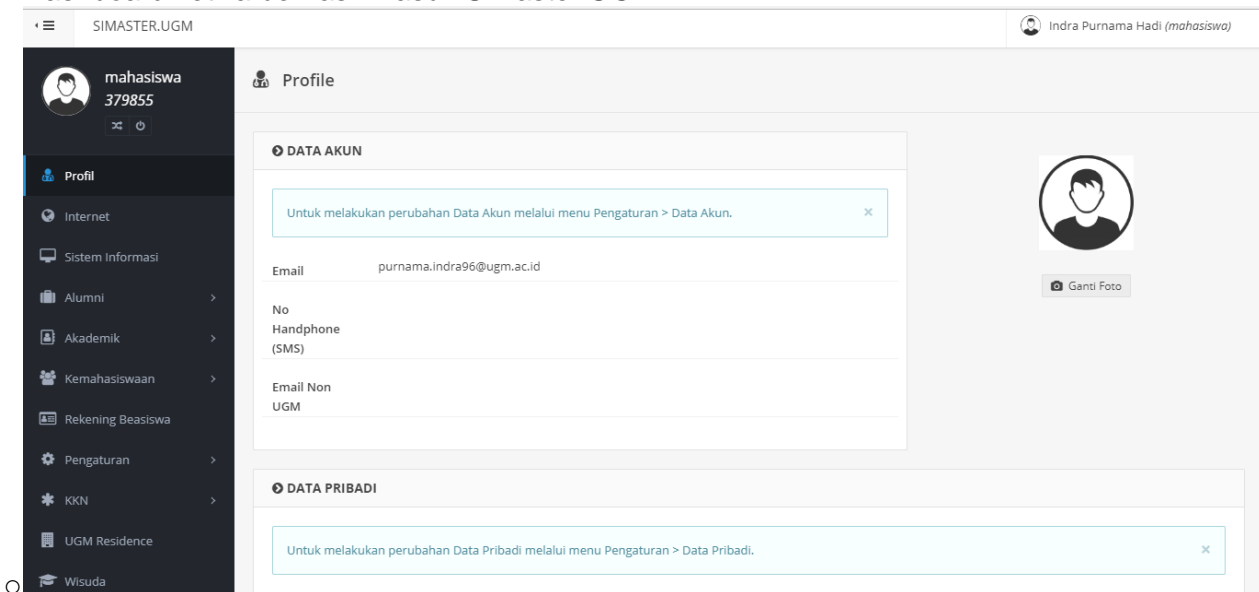 SIMASTER.UGM
Indra Purnama Hadi (mahasiswa)
mahasiswa
379855
Profil
Internet
Sistem Informasi
Alumni
Akademik
Kemahasiswaan
Rekening Beasiswa
Pengaturan
KKN
UGM Residence
Wisuda
Profile
DATA AKUN
Untuk melakukan perubahan Data Akun melalui menu Pengaturan > Data Akun.
Email purnama.indra96@ugm.ac.id
No
Handphone
(SMS)
Email Non
UGM
Ganti Foto
DATA PRIBADI
Untuk melakukan perubahan Data Pribadi melalui menu Pengaturan > Data Pribadi.